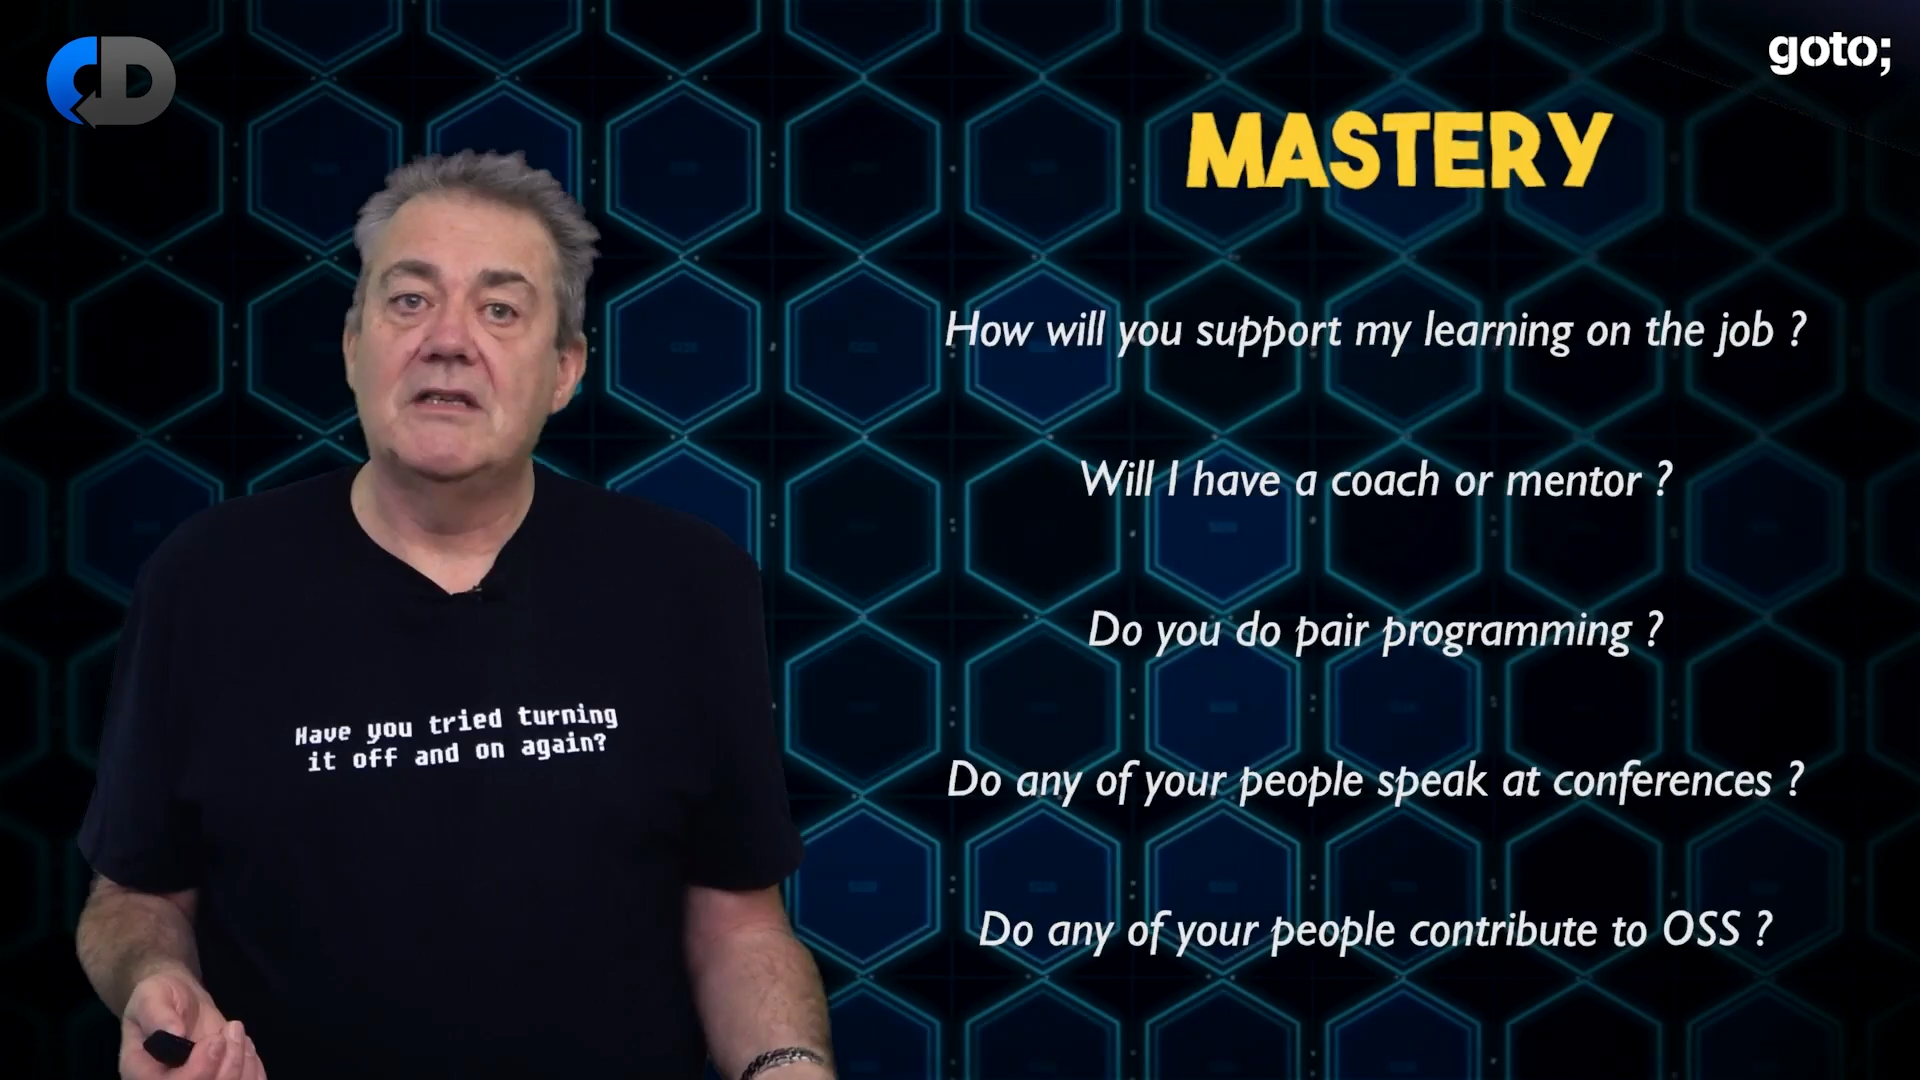 CD
goto;
MASTERY
How will you support my learning on the job ?
Will I have a coach or mentor ?
Do you do pair programming ?
Do any of your people speak at conferences ?
Do any of your people contribute to OSS ?
Have you tried turning
it off and on again?